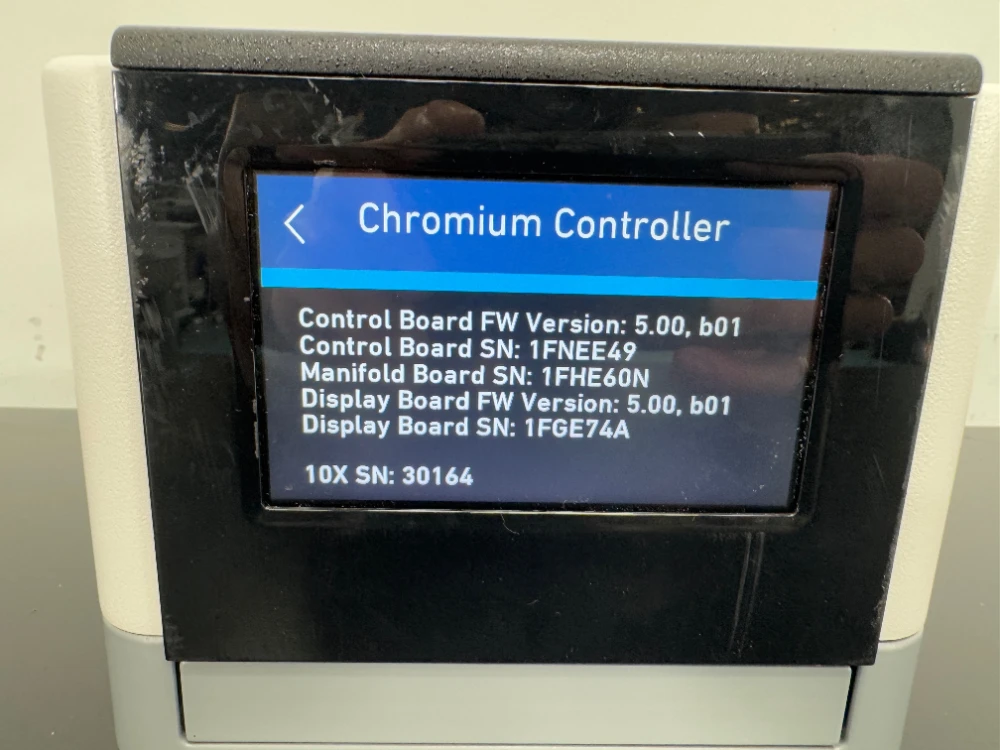 Chromium Controller
Control Board FW Version: 5.00, b01
Control Board SN: 1FNEE49
Manifold Board SN: 1FHE60N
Display Board FW Version: 5.00, b01
Display Board SN: 1FGE74A
10X SN: 30164